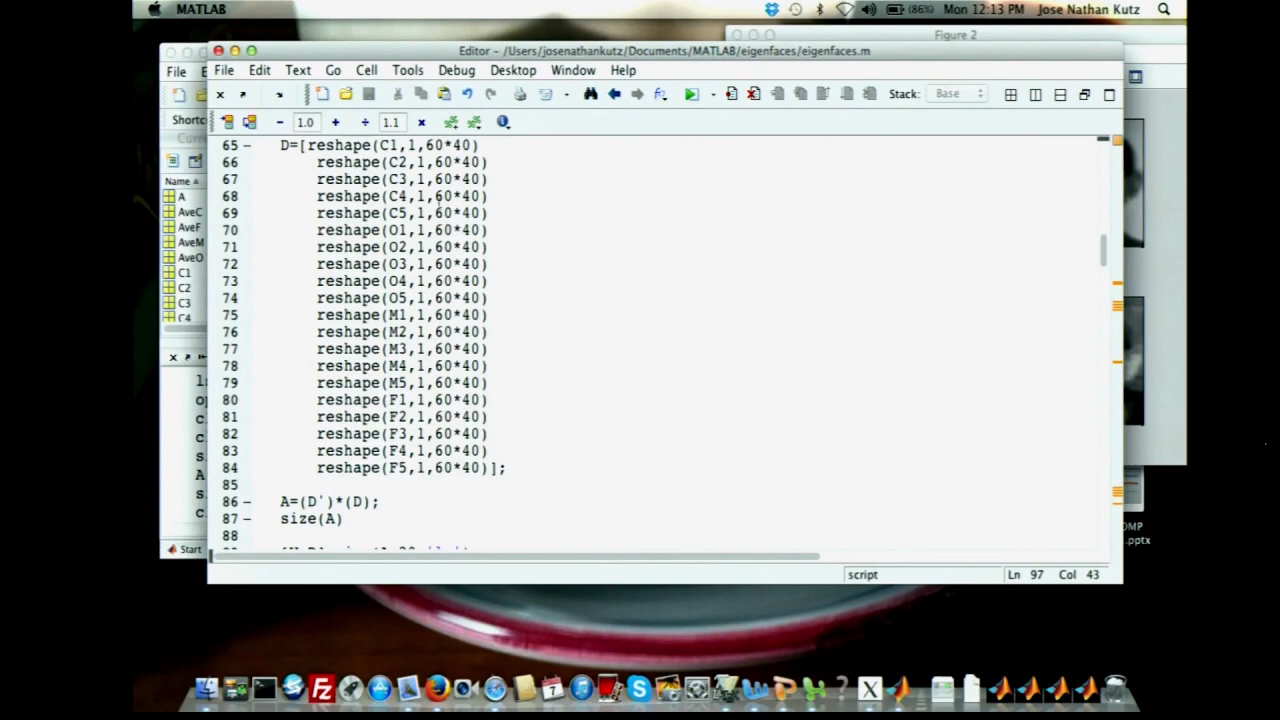 MATLAB
(86%) Mon 12:13 PM Jose Nathan Kutz
Figure 2
Editor - /Users/josenathankutz/Documents/MATLAB/eigenfaces/eigenfaces.m
File
File Edit Text Go Cell Tools Debug Desktop Window Help
Stack: Base
Shortc
- 1.0 + ÷ 1.1 x
Name
A
AveC
AveF
AveM
AveO
C1
C2
C3
C4
65 - D=[reshape(C1,1,60*40)
66 reshape(C2,1,60*40)
67 reshape(C3,1,60*40)
68 reshape(C4,1,60*40)
69 reshape(C5,1,60*40)
70 reshape(O1,1,60*40)
71 reshape(O2,1,60*40)
72 reshape(O3,1,60*40)
73 reshape(O4,1,60*40)
74 reshape(O5,1,60*40)
75 reshape(M1,1,60*40)
76 reshape(M2,1,60*40)
77 reshape(M3,1,60*40)
78 reshape(M4,1,60*40)
79 reshape(M5,1,60*40)
80 reshape(F1,1,60*40)
81 reshape(F2,1,60*40)
82 reshape(F3,1,60*40)
83 reshape(F4,1,60*40)
84 reshape(F5,1,60*40)];
85
86 - A=(D')*(D);
87 - size(A)
88
Start
script
Ln 97 Col 43
.pptx